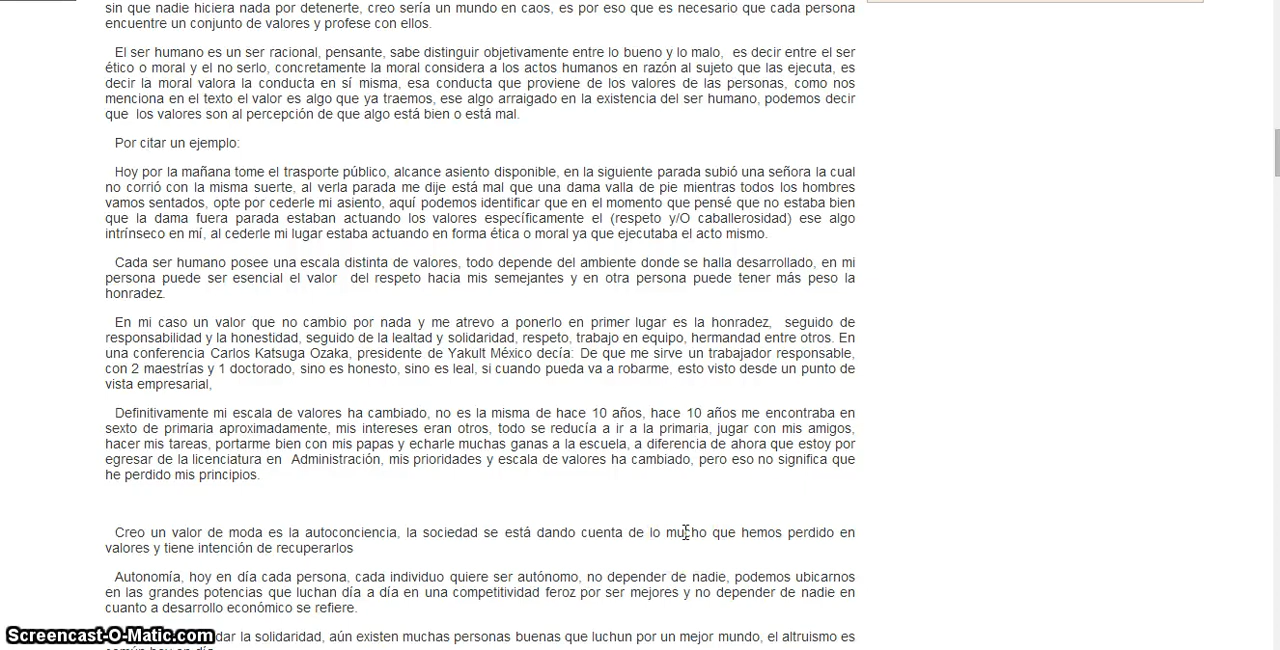 sin que nadie hiciera nada por detenerte, creo sería un mundo en caos, es por eso que es necesario que cada persona
encuentre un conjunto de valores y profese con ellos.
El ser humano es un ser racional, pensante, sabe distinguir objetivamente entre lo bueno y lo malo,  es decir entre el ser
ético o moral y el no serlo, concretamente la moral considera a los actos humanos en razón al sujeto que las ejecuta, es
decir la moral valora la conducta en sí misma, esa conducta que proviene de los valores de las personas, como nos
menciona en el texto el valor es algo que ya traemos, ese algo arraigado en la existencia del ser humano, podemos decir
que  los valores son al percepción de que algo está bien o está mal.
Por citar un ejemplo:
Hoy por la mañana tome el trasporte público, alcance asiento disponible, en la siguiente parada subió una señora la cual
no corrió con la misma suerte, al verla parada me dije está mal que una dama valla de pie mientras todos los hombres
vamos sentados, opte por cederle mi asiento, aquí podemos identificar que en el momento que pensé que no estaba bien
que la dama fuera parada estaban actuando los valores específicamente el (respeto y/O caballerosidad) ese algo
intrínseco en mí, al cederle mi lugar estaba actuando en forma ética o moral ya que ejecutaba el acto mismo.
Cada ser humano posee una escala distinta de valores, todo depende del ambiente donde se halla desarrollado, en mi
persona puede ser esencial el valor  del respeto hacia mis semejantes y en otra persona puede tener más peso la
honradez.
En mi caso un valor que no cambio por nada y me atrevo a ponerlo en primer lugar es la honradez,  seguido de
responsabilidad y la honestidad, seguido de la lealtad y solidaridad, respeto, trabajo en equipo, hermandad entre otros. En
una conferencia Carlos Katsuga Ozaka, presidente de Yakult México decía: De que me sirve un trabajador responsable,
con 2 maestrías y 1 doctorado, sino es honesto, sino es leal, si cuando pueda va a robarme, esto visto desde un punto de
vista empresarial,
Definitivamente mi escala de valores ha cambiado, no es la misma de hace 10 años, hace 10 años me encontraba en
sexto de primaria aproximadamente, mis intereses eran otros, todo se reducía a ir a la primaria, jugar con mis amigos,
hacer mis tareas, portarme bien con mis papas y echarle muchas ganas a la escuela, a diferencia de ahora que estoy por
egresar de la licenciatura en  Administración, mis prioridades y escala de valores ha cambiado, pero eso no significa que
he perdido mis principios.
Creo un valor de moda es la autoconciencia, la sociedad se está dando cuenta de lo mucho que hemos perdido en
valores y tiene intención de recuperarlos
Autonomía, hoy en día cada persona, cada individuo quiere ser autónomo, no depender de nadie, podemos ubicarnos
en las grandes potencias que luchan día a día en una competitividad feroz por ser mejores y no depender de nadie en
cuanto a desarrollo económico se refiere.
dar la solidaridad, aún existen muchas personas buenas que luchun por un mejor mundo, el altruismo es
Screencast-O-Matic.com